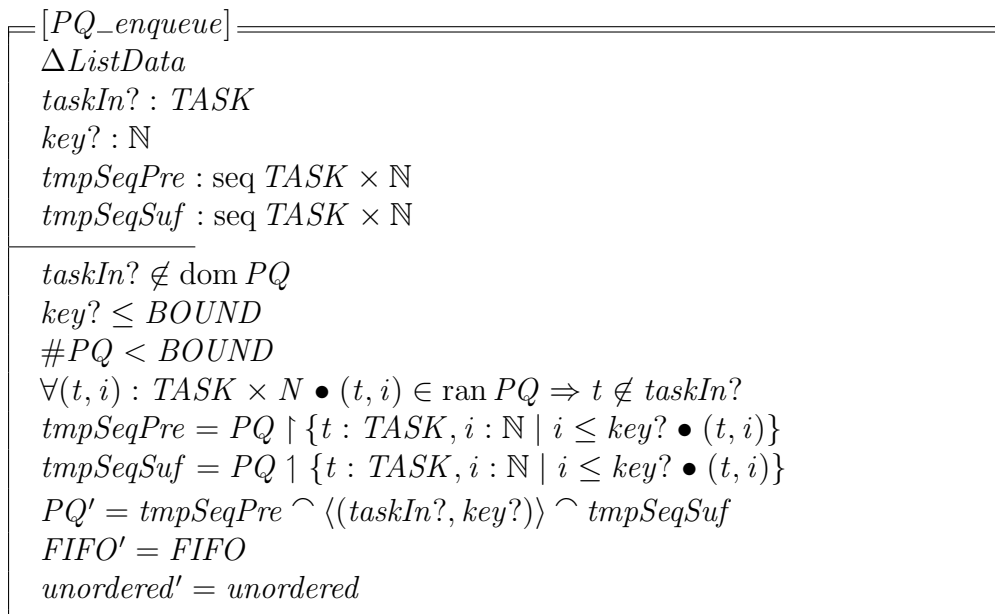 [PQ_enqueue]
ΔListData
taskIn? : TASK
key? : ℕ
tmpSeqPre : seq TASK × ℕ
tmpSeqSuf : seq TASK × ℕ
taskIn? ∉ dom PQ
key? ≤ BOUND
#PQ < BOUND
∀(t, i) : TASK × N • (t, i) ∈ ran PQ ⇒ t ∉ taskIn?
tmpSeqPre = PQ ↾ {t : TASK, i : ℕ | i ≤ key? • (t, i)}
tmpSeqSuf = PQ ↿ {t : TASK, i : ℕ | i ≤ key? • (t, i)}
PQ′ = tmpSeqPre ⌢ ⟨(taskIn?, key?)⟩ ⌢ tmpSeqSuf
FIFO′ = FIFO
unordered′ = unordered